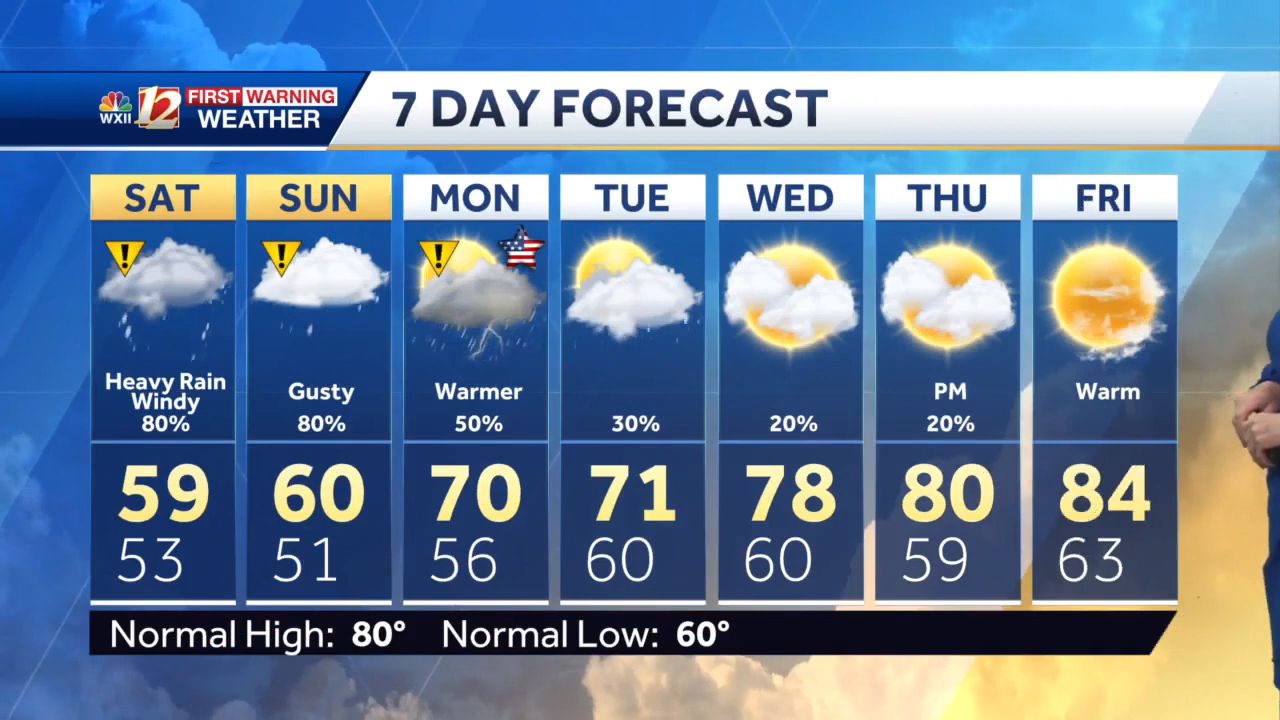 WXII 12 FIRST WARNING WEATHER
7 DAY FORECAST
SAT SUN MON TUE WED THU FRI
! ! !
Heavy Rain
Windy Gusty Warmer PM Warm
80% 80% 50% 30% 20% 20%
59 60 70 71 78 80 84
53 51 56 60 60 59 63
Normal High: 80° Normal Low: 60°